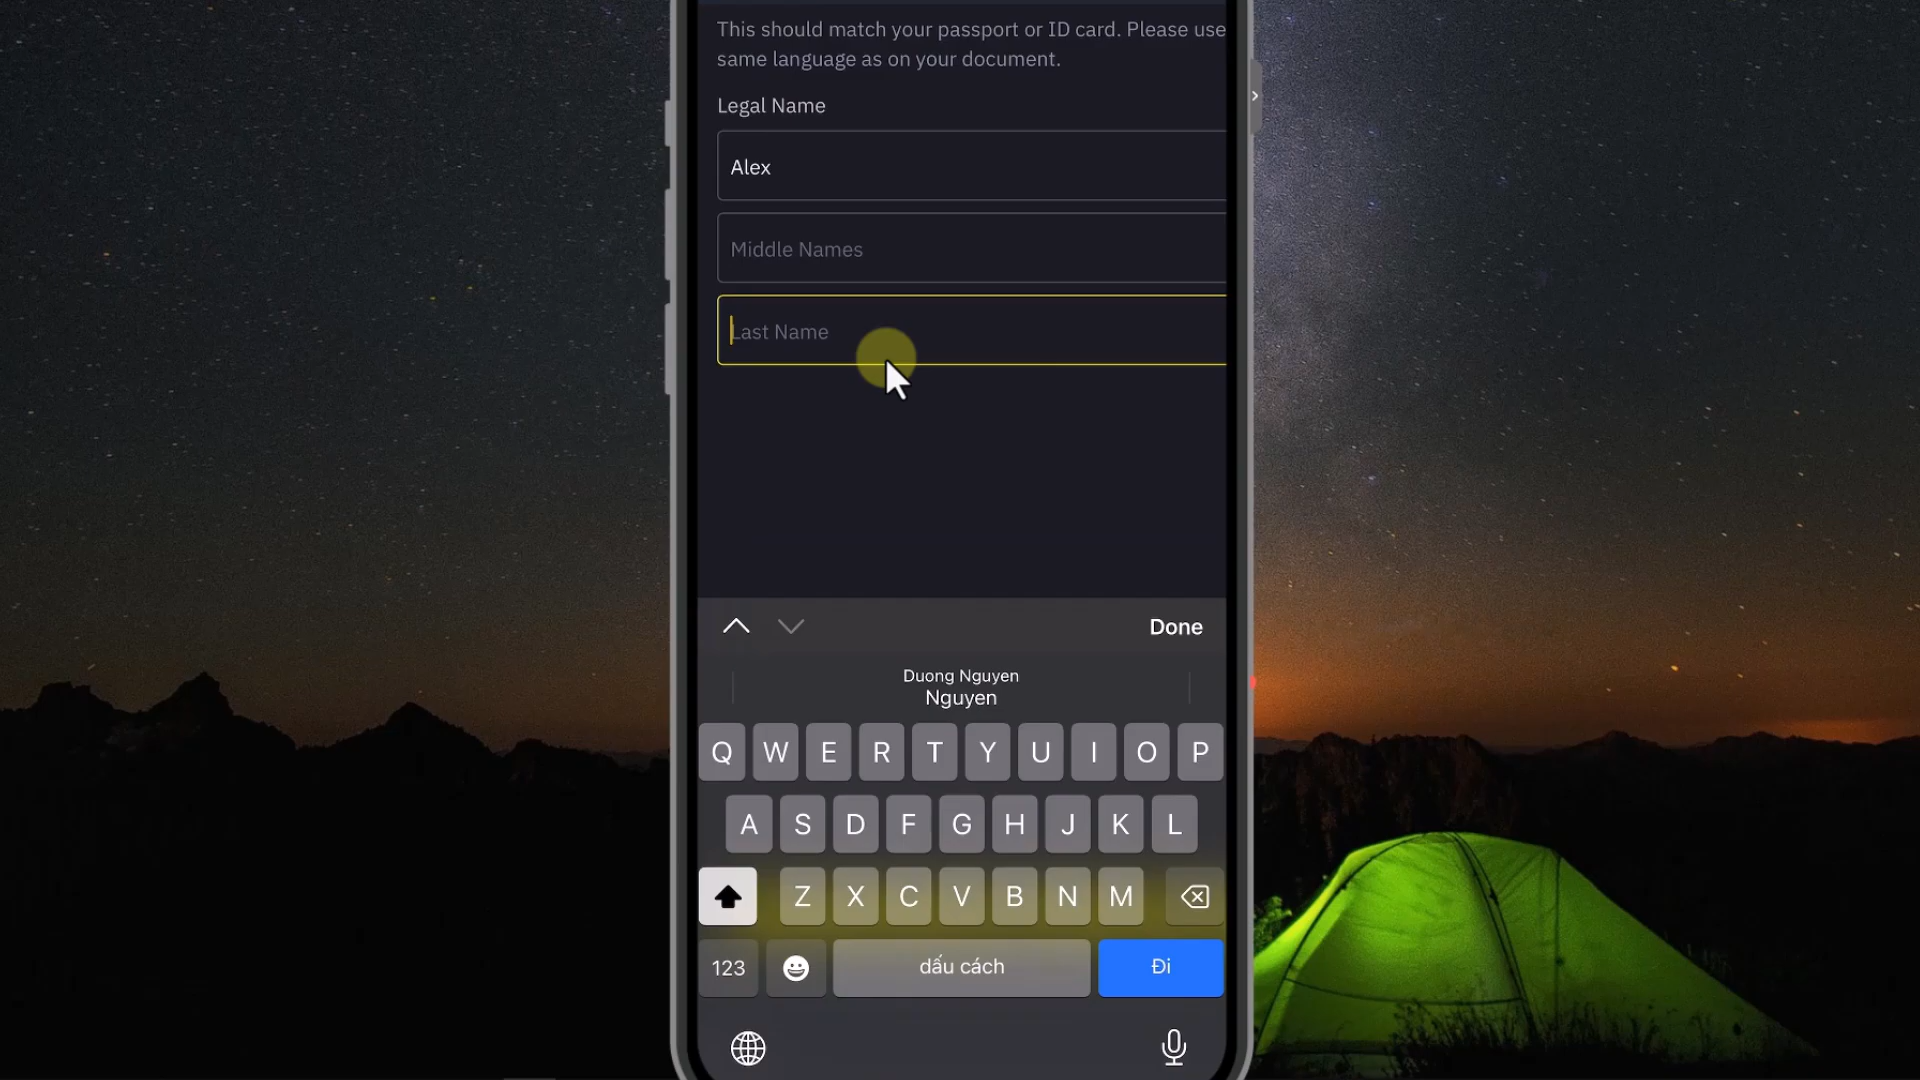 This should match your passport or ID card. Please use
same language as on your document.
Legal Name
Alex
Middle Names
Last Name
Done
Duong Nguyen
Nguyen
Q W E R T Y U I O P
A S D F G H J K L
Z X C V B N M
123 dấu cách Đi